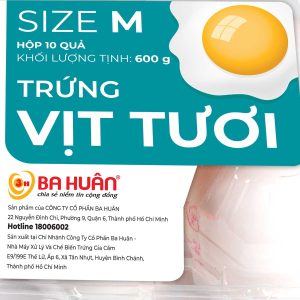 SIZE M
HỘP 10 QUẢ
KHỐI LƯỢNG TỊNH: 600 g
TRỨNG
VỊT TƯƠI
BA HUÂN®
chia sẻ niềm tin cộng đồng
Sản phẩm của CÔNG TY CỔ PHẦN BA HUÂN
22 Nguyễn Đình Chi, Phường 9, Quận 6, Thành phố Hồ Chí Minh
Hotline 18006002
Sản xuất tại Chi Nhánh Công Ty Cổ Phần Ba Huân -
Nhà Máy Xử Lý Và Chế Biến Trứng Gia Cầm
E9/99E Thế Lữ, Ấp 6, Xã Tân Nhựt, Huyện Bình Chánh,
Thành phố Hồ Chí Minh